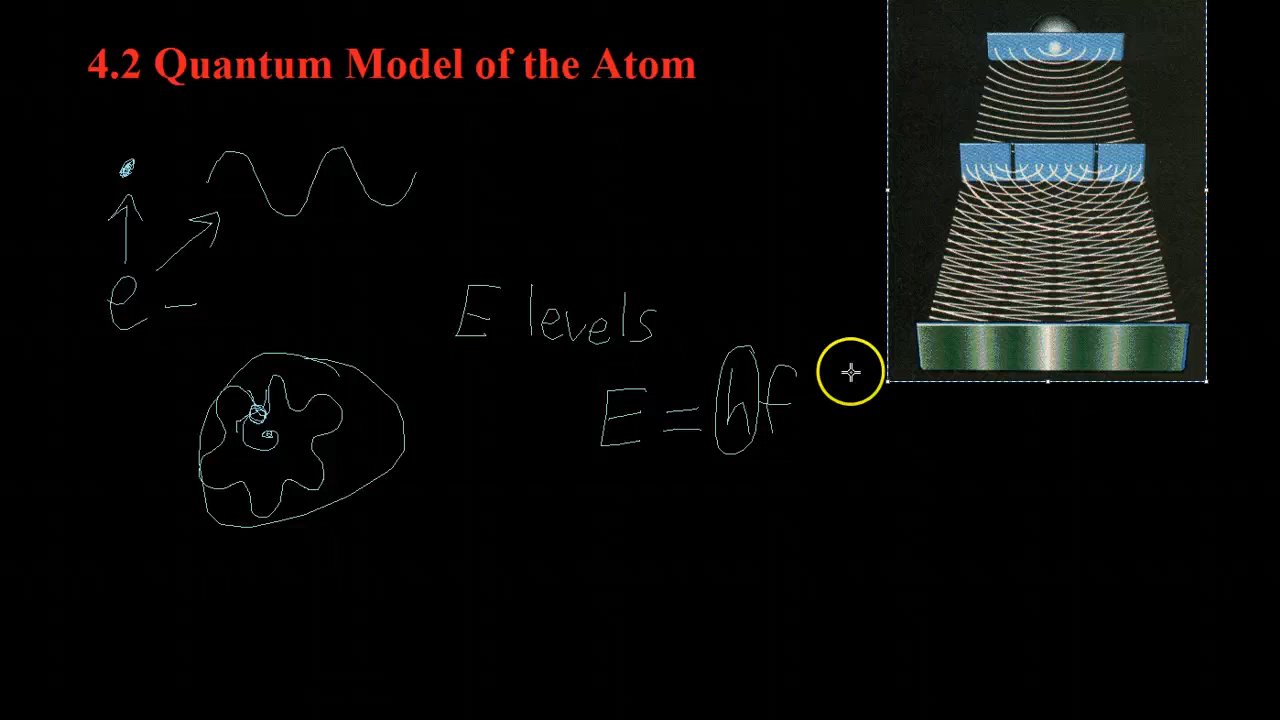 4.2 Quantum Model of the Atom
e -
E levels
E = hf